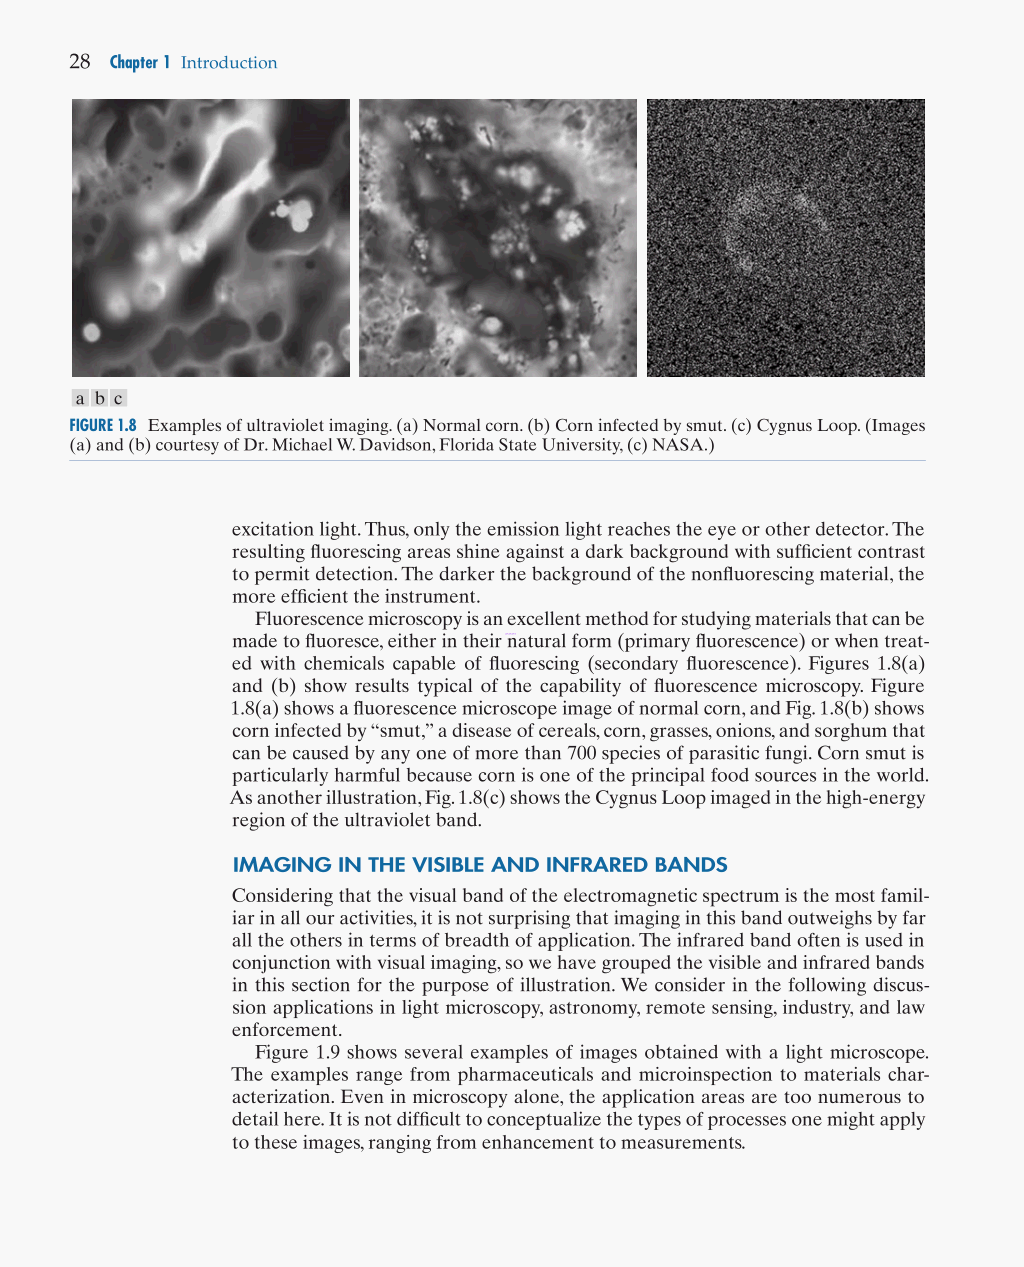 28 Chapter 1 Introduction
a b c
FIGURE 1.8 Examples of ultraviolet imaging. (a) Normal corn. (b) Corn infected by smut. (c) Cygnus Loop. (Images
(a) and (b) courtesy of Dr. Michael W. Davidson, Florida State University, (c) NASA.)
excitation light. Thus, only the emission light reaches the eye or other detector. The
resulting fluorescing areas shine against a dark background with sufficient contrast
to permit detection. The darker the background of the nonfluorescing material, the
more efficient the instrument.
Fluorescence microscopy is an excellent method for studying materials that can be
made to fluoresce, either in their natural form (primary fluorescence) or when treat-
ed with chemicals capable of fluorescing (secondary fluorescence). Figures 1.8(a)
and (b) show results typical of the capability of fluorescence microscopy. Figure
1.8(a) shows a fluorescence microscope image of normal corn, and Fig. 1.8(b) shows
corn infected by “smut,” a disease of cereals, corn, grasses, onions, and sorghum that
can be caused by any one of more than 700 species of parasitic fungi. Corn smut is
particularly harmful because corn is one of the principal food sources in the world.
As another illustration, Fig. 1.8(c) shows the Cygnus Loop imaged in the high-energy
region of the ultraviolet band.
IMAGING IN THE VISIBLE AND INFRARED BANDS
Considering that the visual band of the electromagnetic spectrum is the most famil-
iar in all our activities, it is not surprising that imaging in this band outweighs by far
all the others in terms of breadth of application. The infrared band often is used in
conjunction with visual imaging, so we have grouped the visible and infrared bands
in this section for the purpose of illustration. We consider in the following discus-
sion applications in light microscopy, astronomy, remote sensing, industry, and law
enforcement.
Figure 1.9 shows several examples of images obtained with a light microscope.
The examples range from pharmaceuticals and microinspection to materials char-
acterization. Even in microscopy alone, the application areas are too numerous to
detail here. It is not difficult to conceptualize the types of processes one might apply
to these images, ranging from enhancement to measurements.